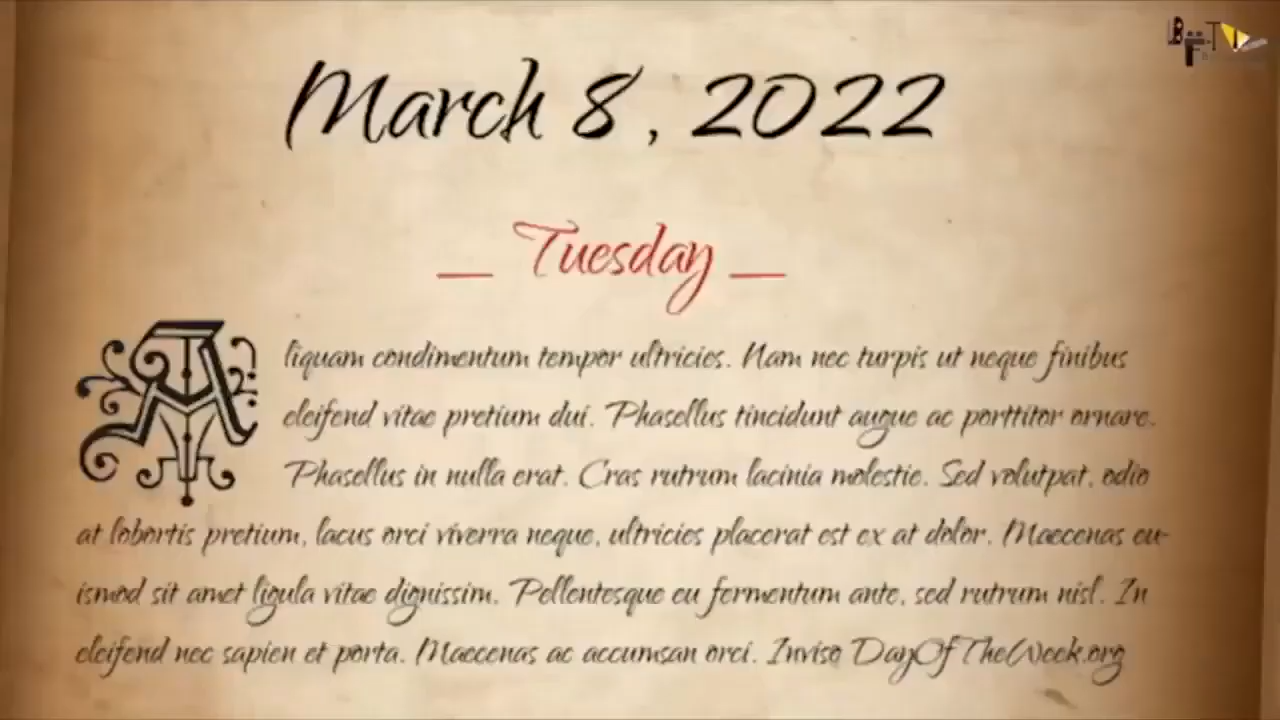 March 8, 2022
— Tuesday —
Aliquam condimentum tempor ultricies. Nam nec turpis ut neque finibus
eleifend vitae pretium dui. Phasellus tincidunt augue ac porttitor ornare.
Phasellus in nulla erat. Cras rutrum lacinia molestie. Sed volutpat, odio
at lobortis pretium, lacus orci viverra neque, ultricies placerat est ex at dolor. Maecenas eu-
ismod sit amet ligula vitae dignissim. Pellentesque eu fermentum ante, sed rutrum nisl. In
eleifend nec sapien et porta. Maecenas ac accumsan orci. Inviso DayOfTheWeek.org